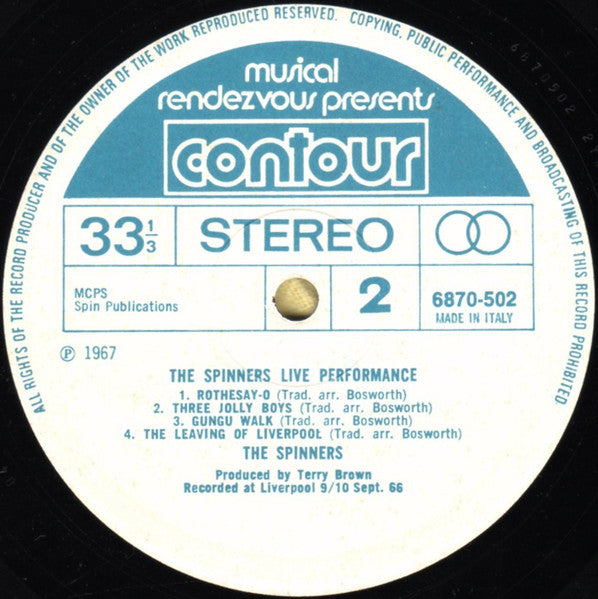 ALL RIGHTS OF THE RECORD PRODUCER AND OF THE OWNER OF THE WORK REPRODUCED RESERVED. COPYING, PUBLIC PERFORMANCE AND BROADCASTING OF THIS RECORD PROHIBITED
musical
rendezvous presents
contour
33 1/3 STEREO
MCPS
Spin Publications
2
6870-502
MADE IN ITALY
Ⓟ 1967
THE SPINNERS LIVE PERFORMANCE
1. ROTHESAY-O (Trad. arr. Bosworth)
2. THREE JOLLY BOYS (Trad. arr. Bosworth)
3. GUNGU WALK (Trad. arr. Bosworth)
4. THE LEAVING OF LIVERPOOL (Trad. arr. Bosworth)
THE SPINNERS
Produced by Terry Brown
Recorded at Liverpool 9/10 Sept. 66